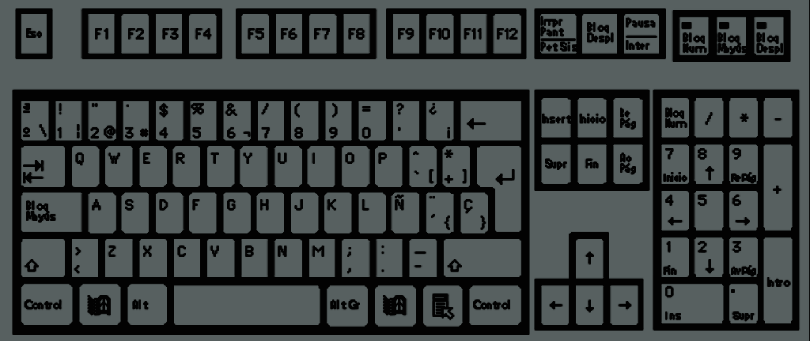 Esc F1 F2 F3 F4 F5 F6 F7 F8 F9 F10 F11 F12 Impr Pant PetSis Bloq Despl Pausa Inter Bloq Num Bloq Mayús Bloq Despl
ª ! " · $ % & / ( ) = ? ¿ ←
º \ 1 | 2 @ 3 # 4 5 6 ¬ 7 8 9 0 ' ¡
Insert Inicio Re Pág Bloq Num / * -
Q W E R T Y U I O P ^ ` [ * + ] ↵
Supr Fin Av Pág 7 Inicio 8 ↑ 9 RePág +
Bloq Mayús A S D F G H J K L Ñ ¨ ´ { Ç }
4 ← 5 6 →
⇧ > < Z X C V B N M ; , : . _ - ⇧
↑ 1 Fin 2 ↓ 3 AvPág Intro
Control Alt Alt Gr Control
← ↓ → 0 Ins . Supr